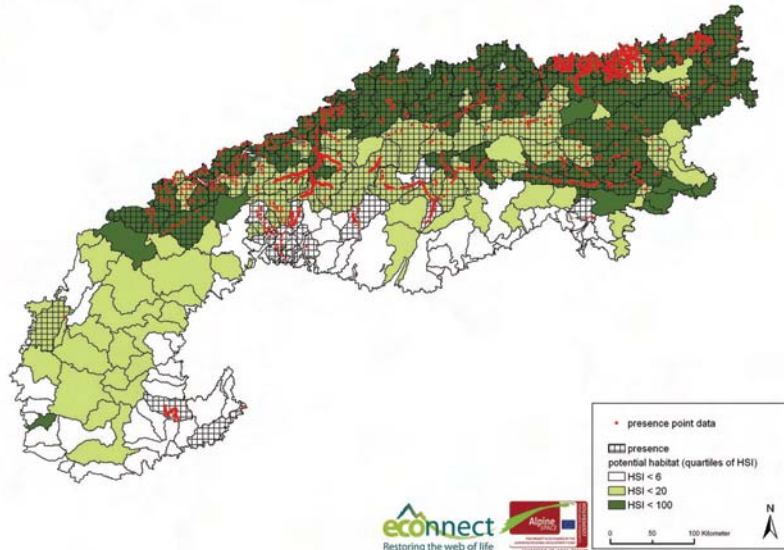 presence point data
presence
potential habitat (quartiles of HSI)
HSI < 6
HSI < 20
HSI < 100
N
0 50 100 Kilometer
econnect
Restoring the web of life
Alpine
SPACE